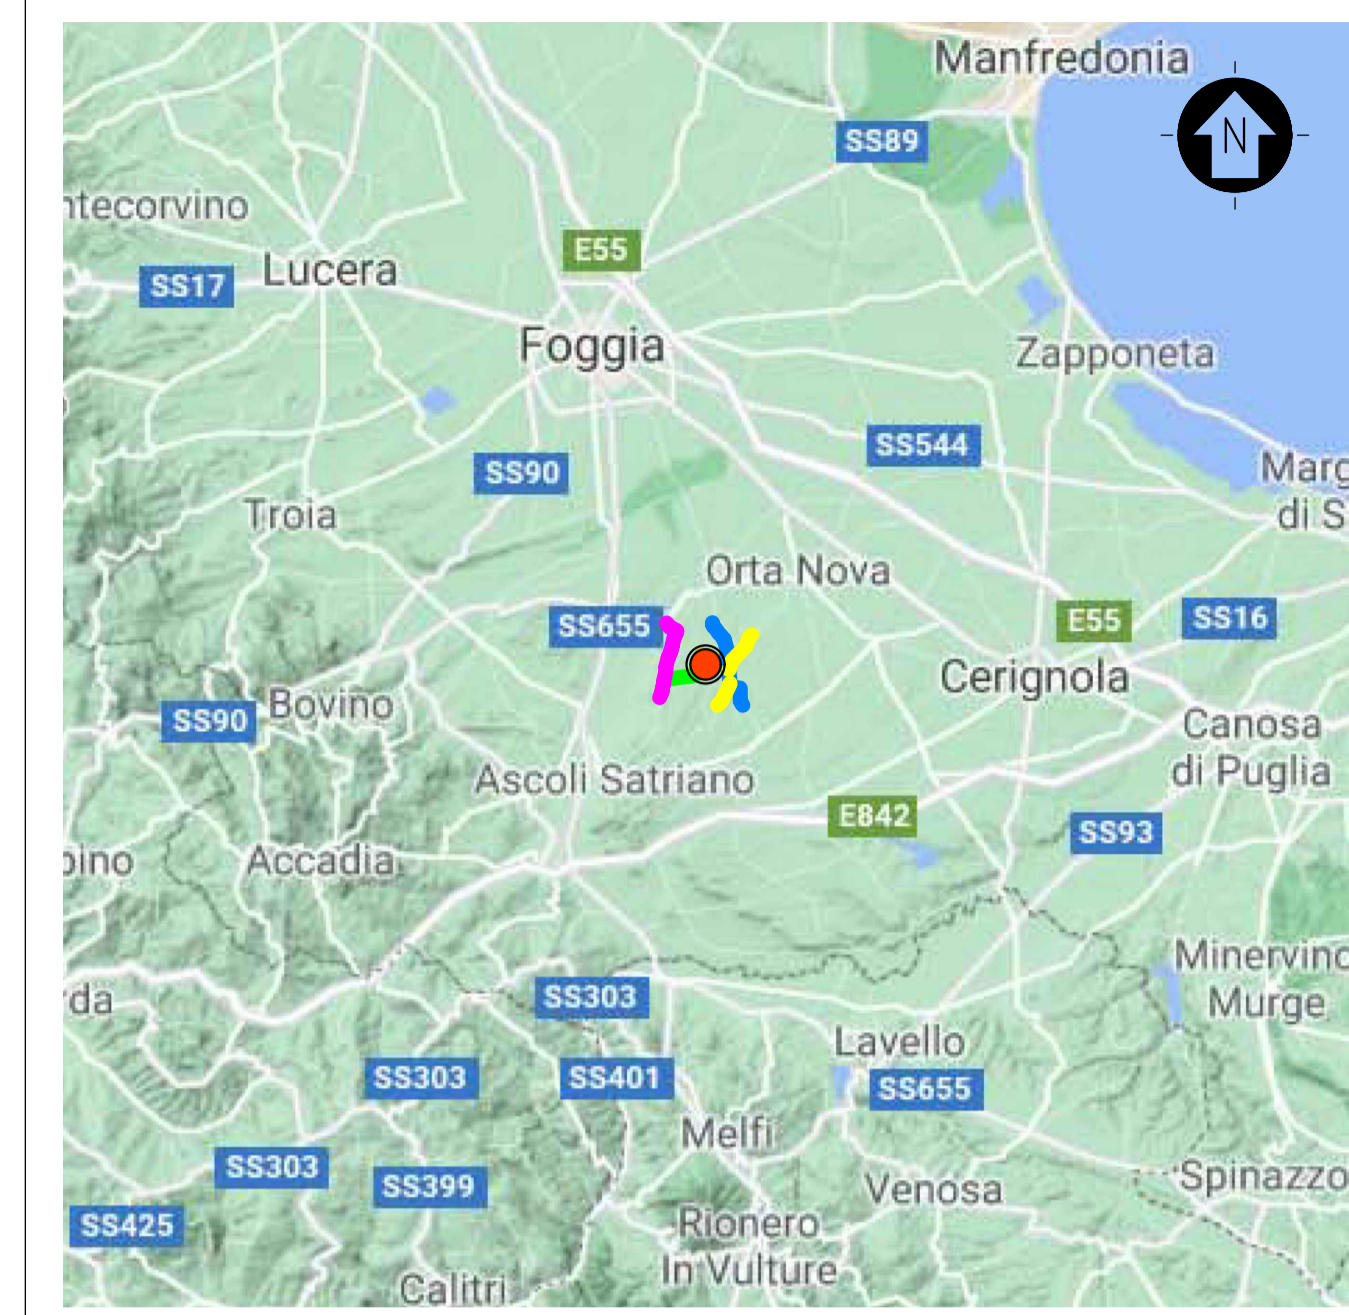 Manfredonia
N
SS89
ntecorvino
E55
Lucera
SS17
Foggia
Zapponeta
SS544
Marg
di S
SS90
Troia
Orta Nova
SS655
E55
SS16
Cerignola
Bovino
SS90
Canosa
di Puglia
Ascoli Satriano
E842
SS93
Accadia
pino
Minervino
Murge
rda
SS303
Lavello
SS303
SS401
SS655
Melfi
SS303
SS399
Venosa
Spinazzo
SS425
Rionero
In Vulture
Calitri